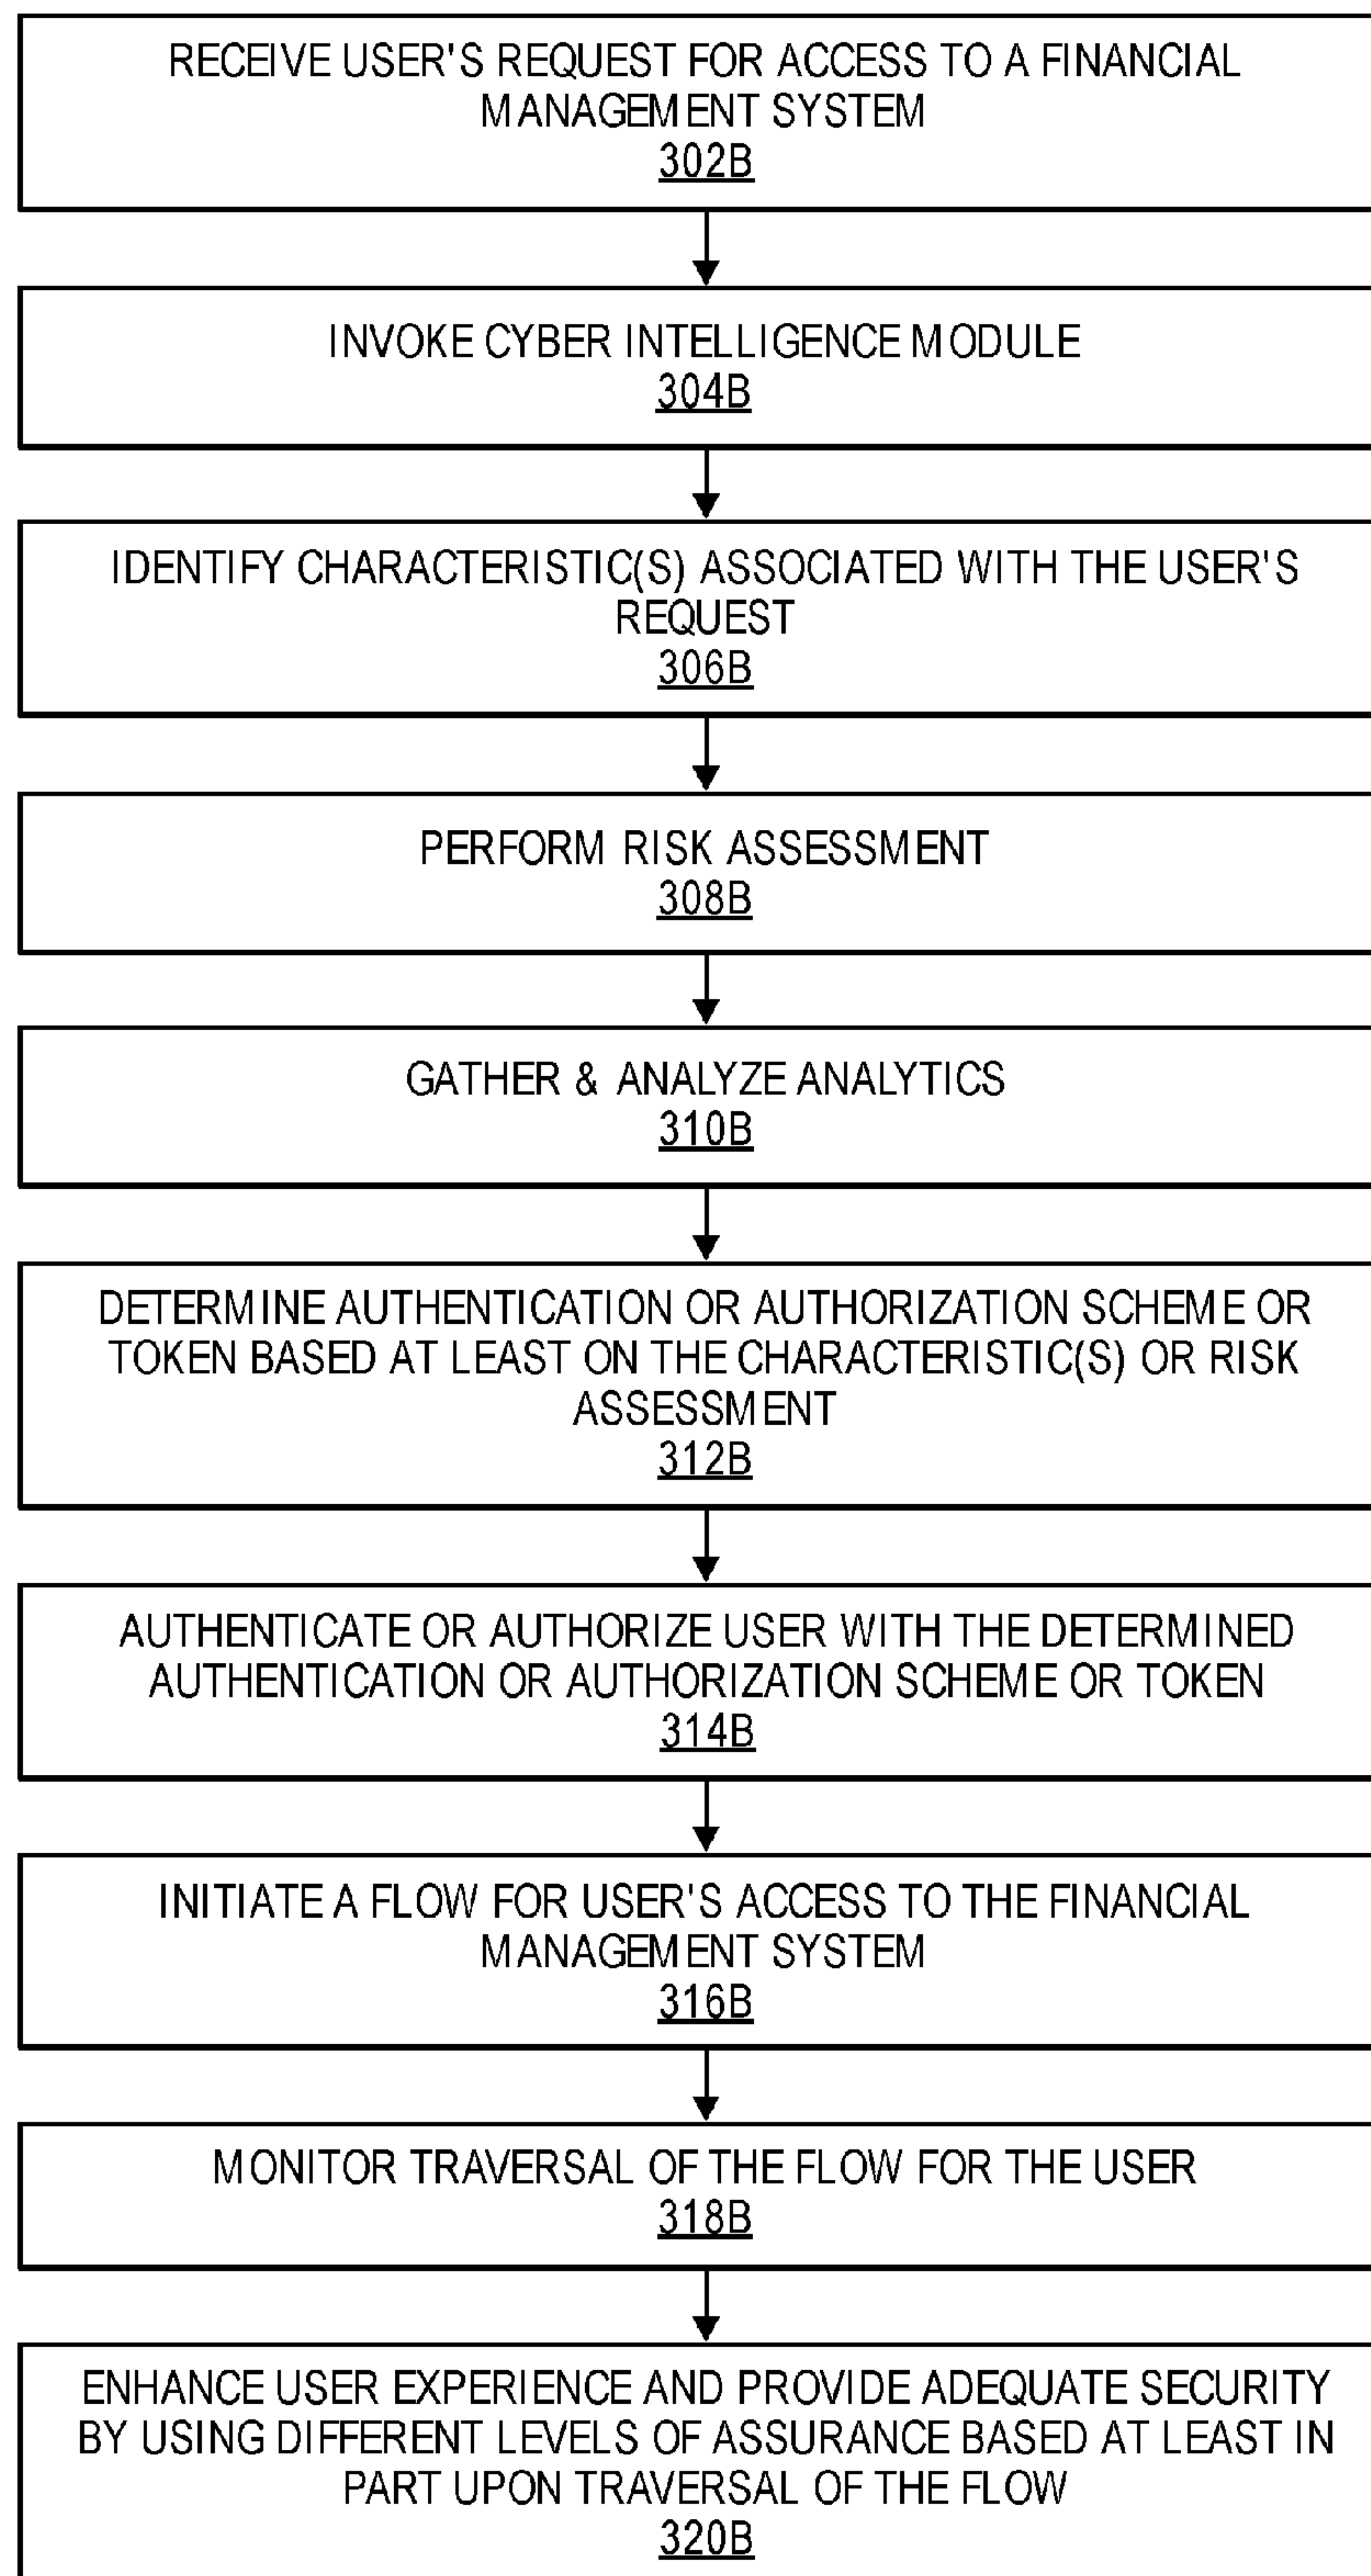 RECEIVE USER'S REQUEST FOR ACCESS TO A FINANCIAL
MANAGEMENT SYSTEM
302B
INVOKE CYBER INTELLIGENCE MODULE
304B
IDENTIFY CHARACTERISTIC(S) ASSOCIATED WITH THE USER'S
REQUEST
306B
PERFORM RISK ASSESSMENT
308B
GATHER & ANALYZE ANALYTICS
310B
DETERMINE AUTHENTICATION OR AUTHORIZATION SCHEME OR
TOKEN BASED AT LEAST ON THE CHARACTERISTIC(S) OR RISK
ASSESSMENT
312B
AUTHENTICATE OR AUTHORIZE USER WITH THE DETERMINED
AUTHENTICATION OR AUTHORIZATION SCHEME OR TOKEN
314B
INITIATE A FLOW FOR USER'S ACCESS TO THE FINANCIAL
MANAGEMENT SYSTEM
316B
MONITOR TRAVERSAL OF THE FLOW FOR THE USER
318B
ENHANCE USER EXPERIENCE AND PROVIDE ADEQUATE SECURITY
BY USING DIFFERENT LEVELS OF ASSURANCE BASED AT LEAST IN
PART UPON TRAVERSAL OF THE FLOW
320B